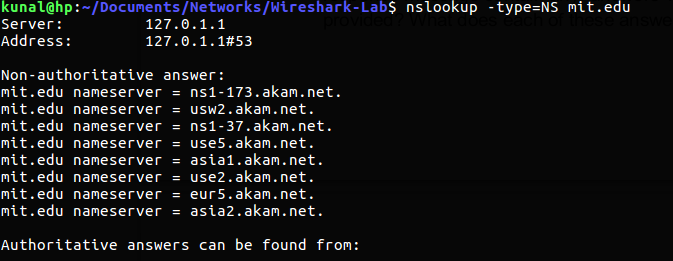 kunal@hp:~/Documents/Networks/Wireshark-Lab$ nslookup -type=NS mit.edu
Server:		127.0.1.1
Address:	127.0.1.1#53

Non-authoritative answer:
mit.edu	nameserver = ns1-173.akam.net.
mit.edu	nameserver = usw2.akam.net.
mit.edu	nameserver = ns1-37.akam.net.
mit.edu	nameserver = use5.akam.net.
mit.edu	nameserver = asia1.akam.net.
mit.edu	nameserver = use2.akam.net.
mit.edu	nameserver = eur5.akam.net.
mit.edu	nameserver = asia2.akam.net.

Authoritative answers can be found from: